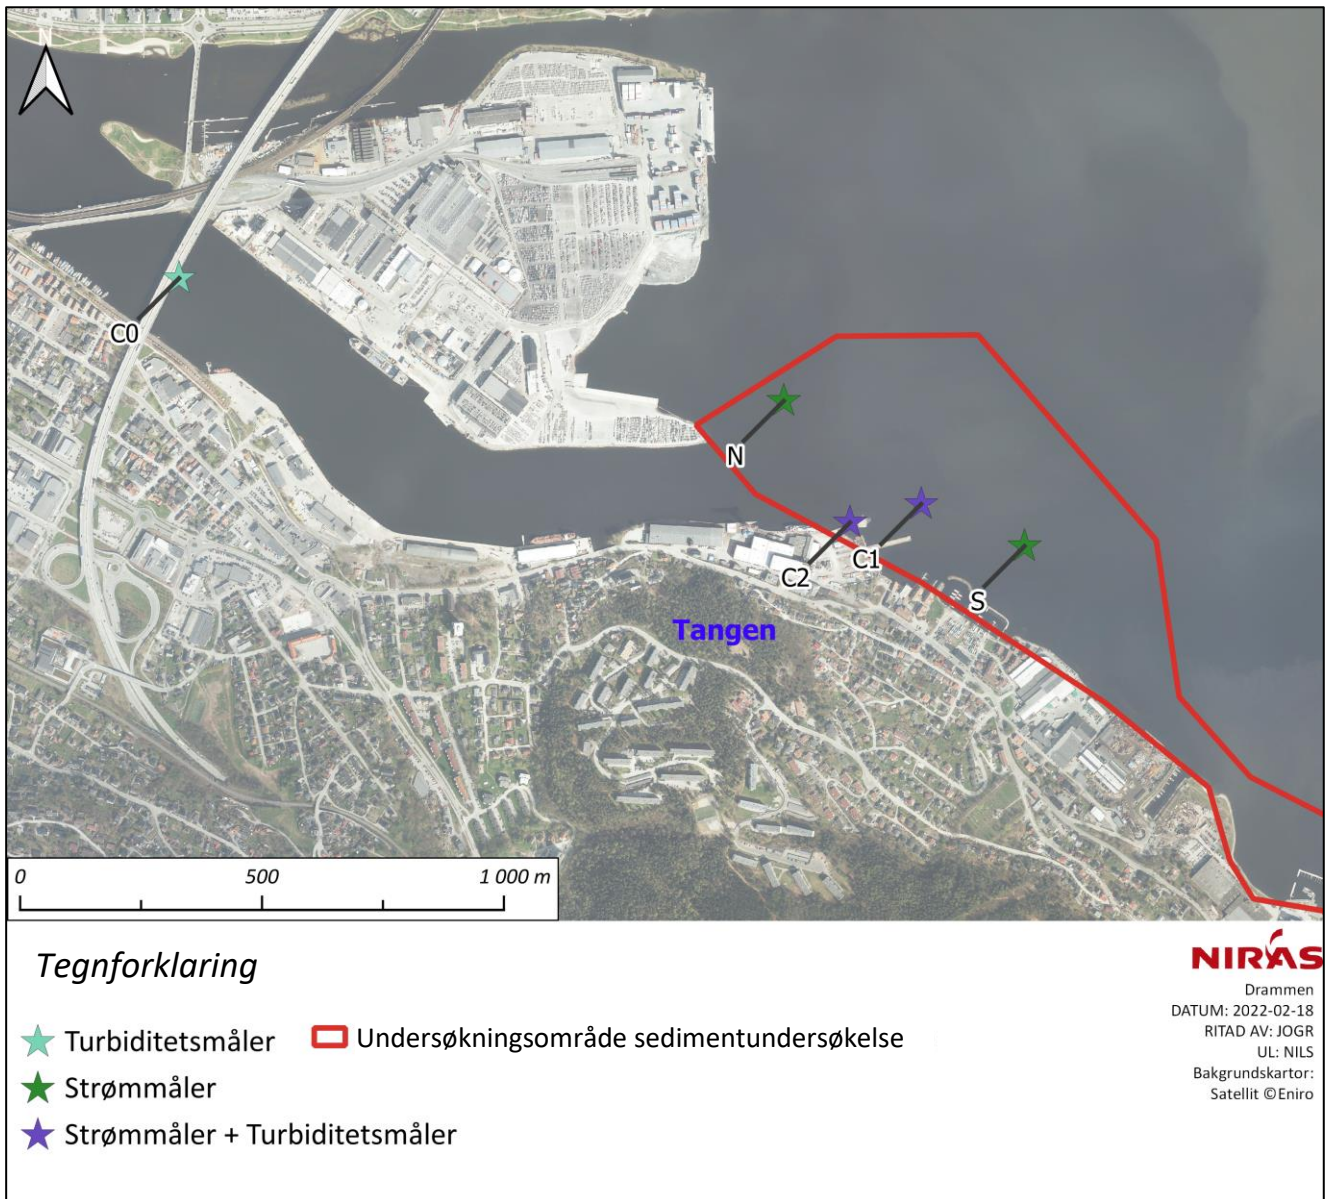 C0
N
C2
C1
S
Tangen
0 500 1 000 m
Tegnforklaring
Turbiditetsmåler
Undersøkningsområde sedimentundersøkelse
Strømmåler
Strømmåler + Turbiditetsmåler
NIRAS
Drammen
DATUM: 2022-02-18
RITAD AV: JOGR
UL: NILS
Bakgrundskartor:
Satellit ©Eniro